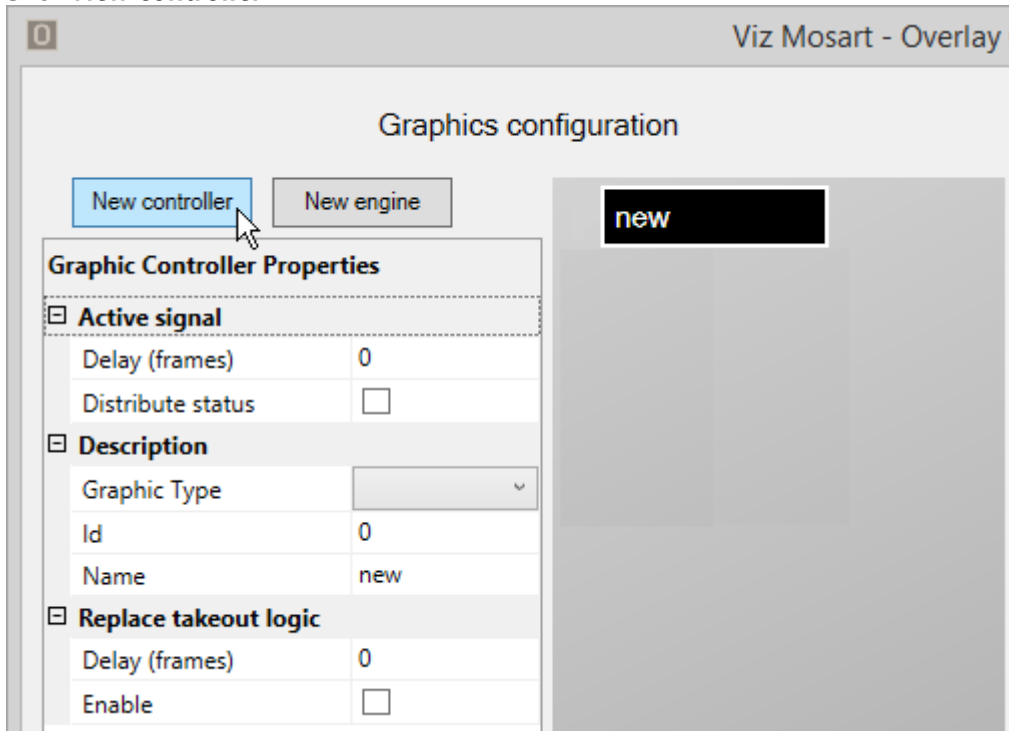 Viz Mosart - Overlay
Graphics configuration
New controller New engine
new
Graphic Controller Properties
Active signal
Delay (frames) 0
Distribute status
Description
Graphic Type
Id 0
Name new
Replace takeout logic
Delay (frames) 0
Enable